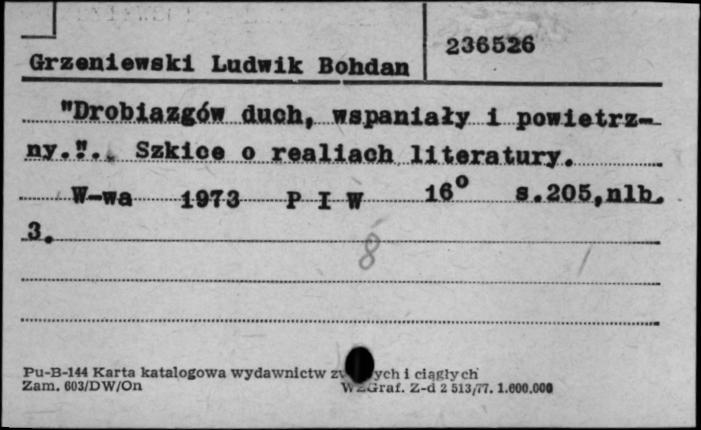 236526
Grzeniewski Ludwik Bohdan
"Drobiazgów duch, wspaniały i powietrz-
ny.".. Szkice o realiach literatury.
W-wa 1973 P I W 16° s.205,nlb.
3.
8
Pu-B-144 Karta katalogowa wydawnictw ych i ciągłych
Zam. 603/DW/On WZGraf. Z-d 2 513/77. 1.600.000